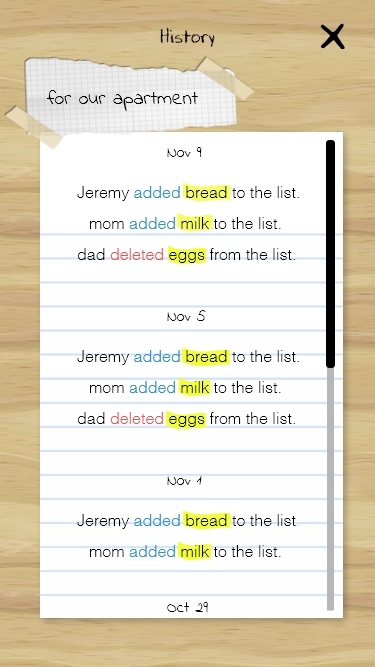 History
for our apartment
Nov 9
Jeremy added bread to the list.
mom added milk to the list.
dad deleted eggs from the list.
Nov 5
Jeremy added bread to the list.
mom added milk to the list.
dad deleted eggs from the list.
Nov 1
Jeremy added bread to the list.
mom added milk to the list.
Oct 29